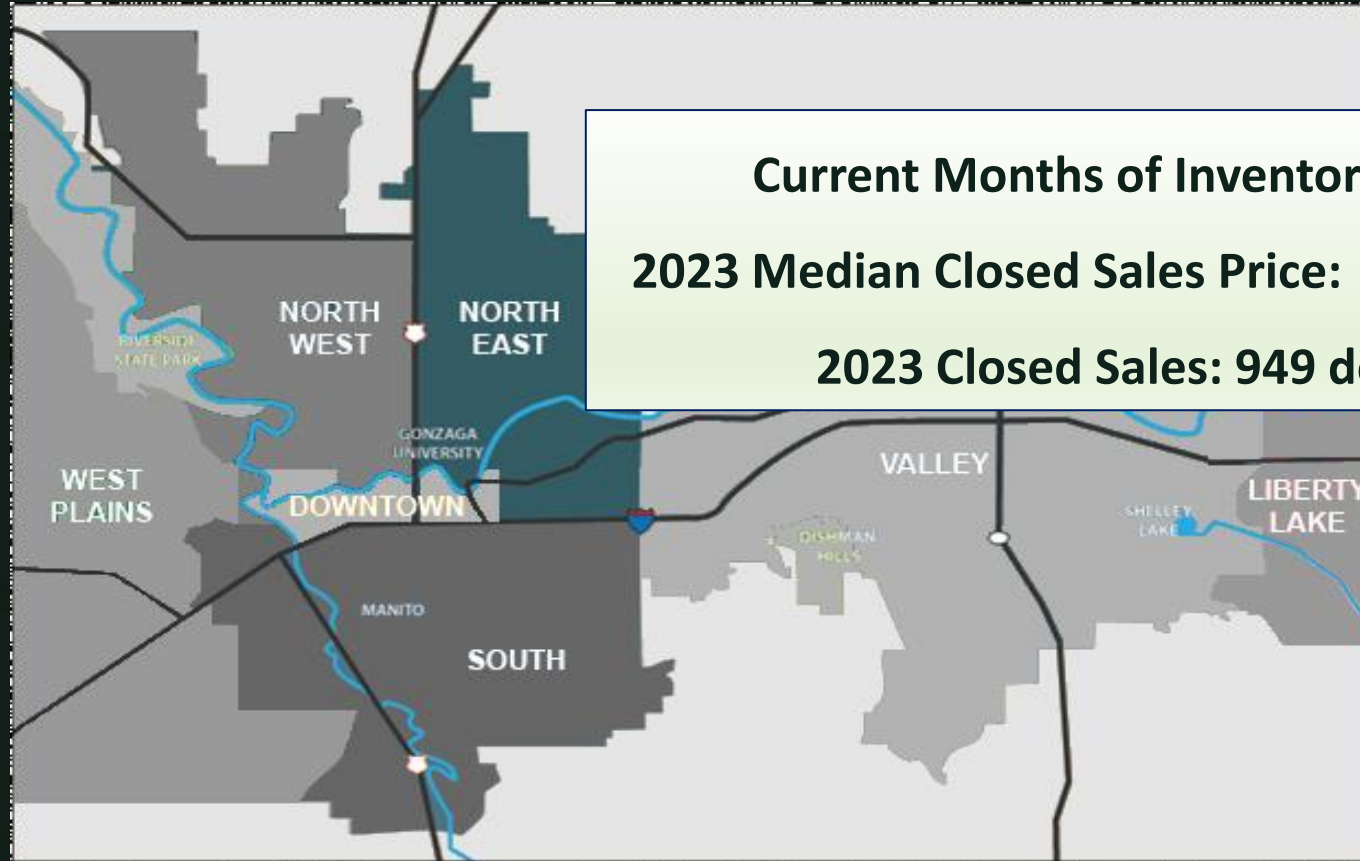 Current Months of Inventor
2023 Median Closed Sales Price:
2023 Closed Sales: 949 d
NORTH
WEST
NORTH
EAST
RIVERSIDE
STATE PARK
GONZAGA
UNIVERSITY
WEST
PLAINS
DOWNTOWN
VALLEY
LIBERTY
LAKE
SHELLEY
LAKE
DISHMAN
HILLS
MANITO
SOUTH